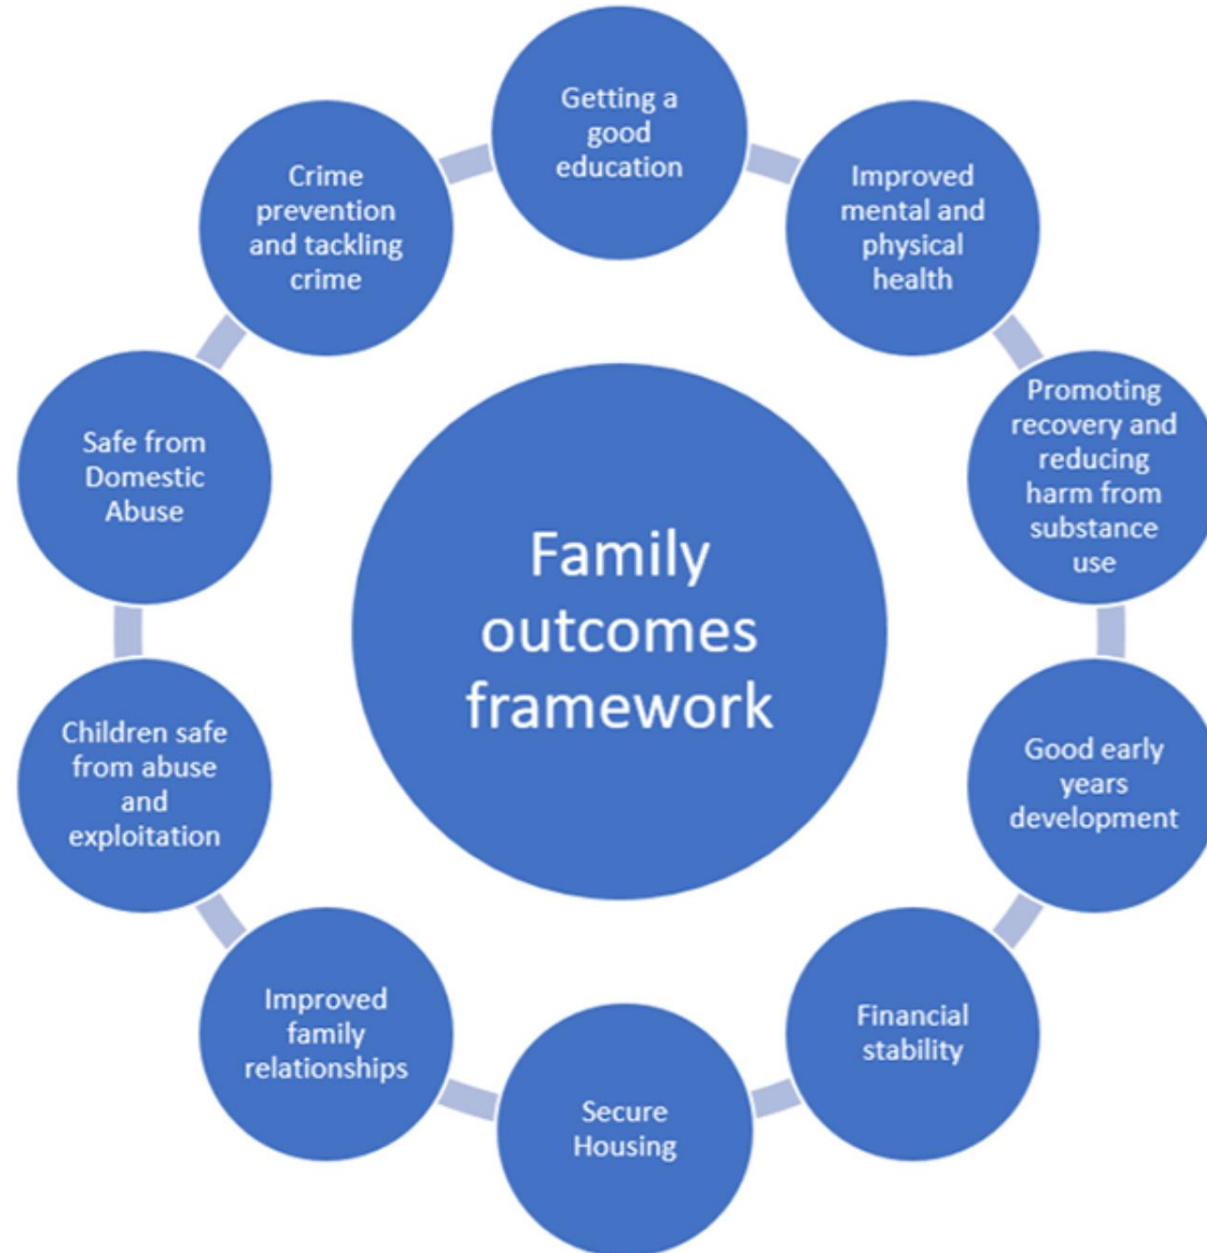 Getting a
good
education
Improved
mental and
physical
health
Promoting
recovery and
reducing
harm from
substance
use
Good early
years
development
Financial
stability
Secure
Housing
Improved
family
relationships
Children safe
from abuse
and
exploitation
Safe from
Domestic
Abuse
Crime
prevention
and tackling
crime
Family
outcomes
framework